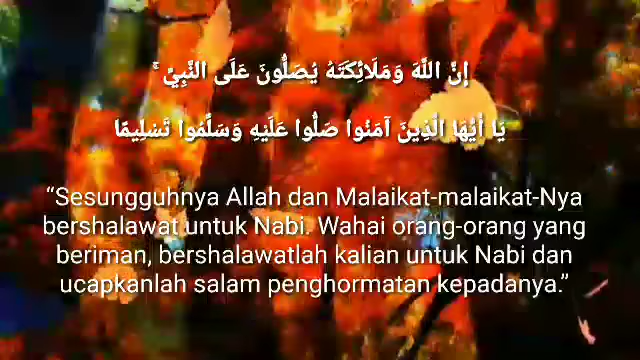 إِنَّ اللَّهَ وَمَلَائِكَتَهُ يُصَلُّونَ عَلَى النَّبِيِّ ۚ
يَا أَيُّهَا الَّذِينَ آمَنُوا صَلُّوا عَلَيْهِ وَسَلِّمُوا تَسْلِيمًا
“Sesungguhnya Allah dan Malaikat-malaikat-Nya
bershalawat untuk Nabi. Wahai orang-orang yang
beriman, bershalawatlah kalian untuk Nabi dan
ucapkanlah salam penghormatan kepadanya.”